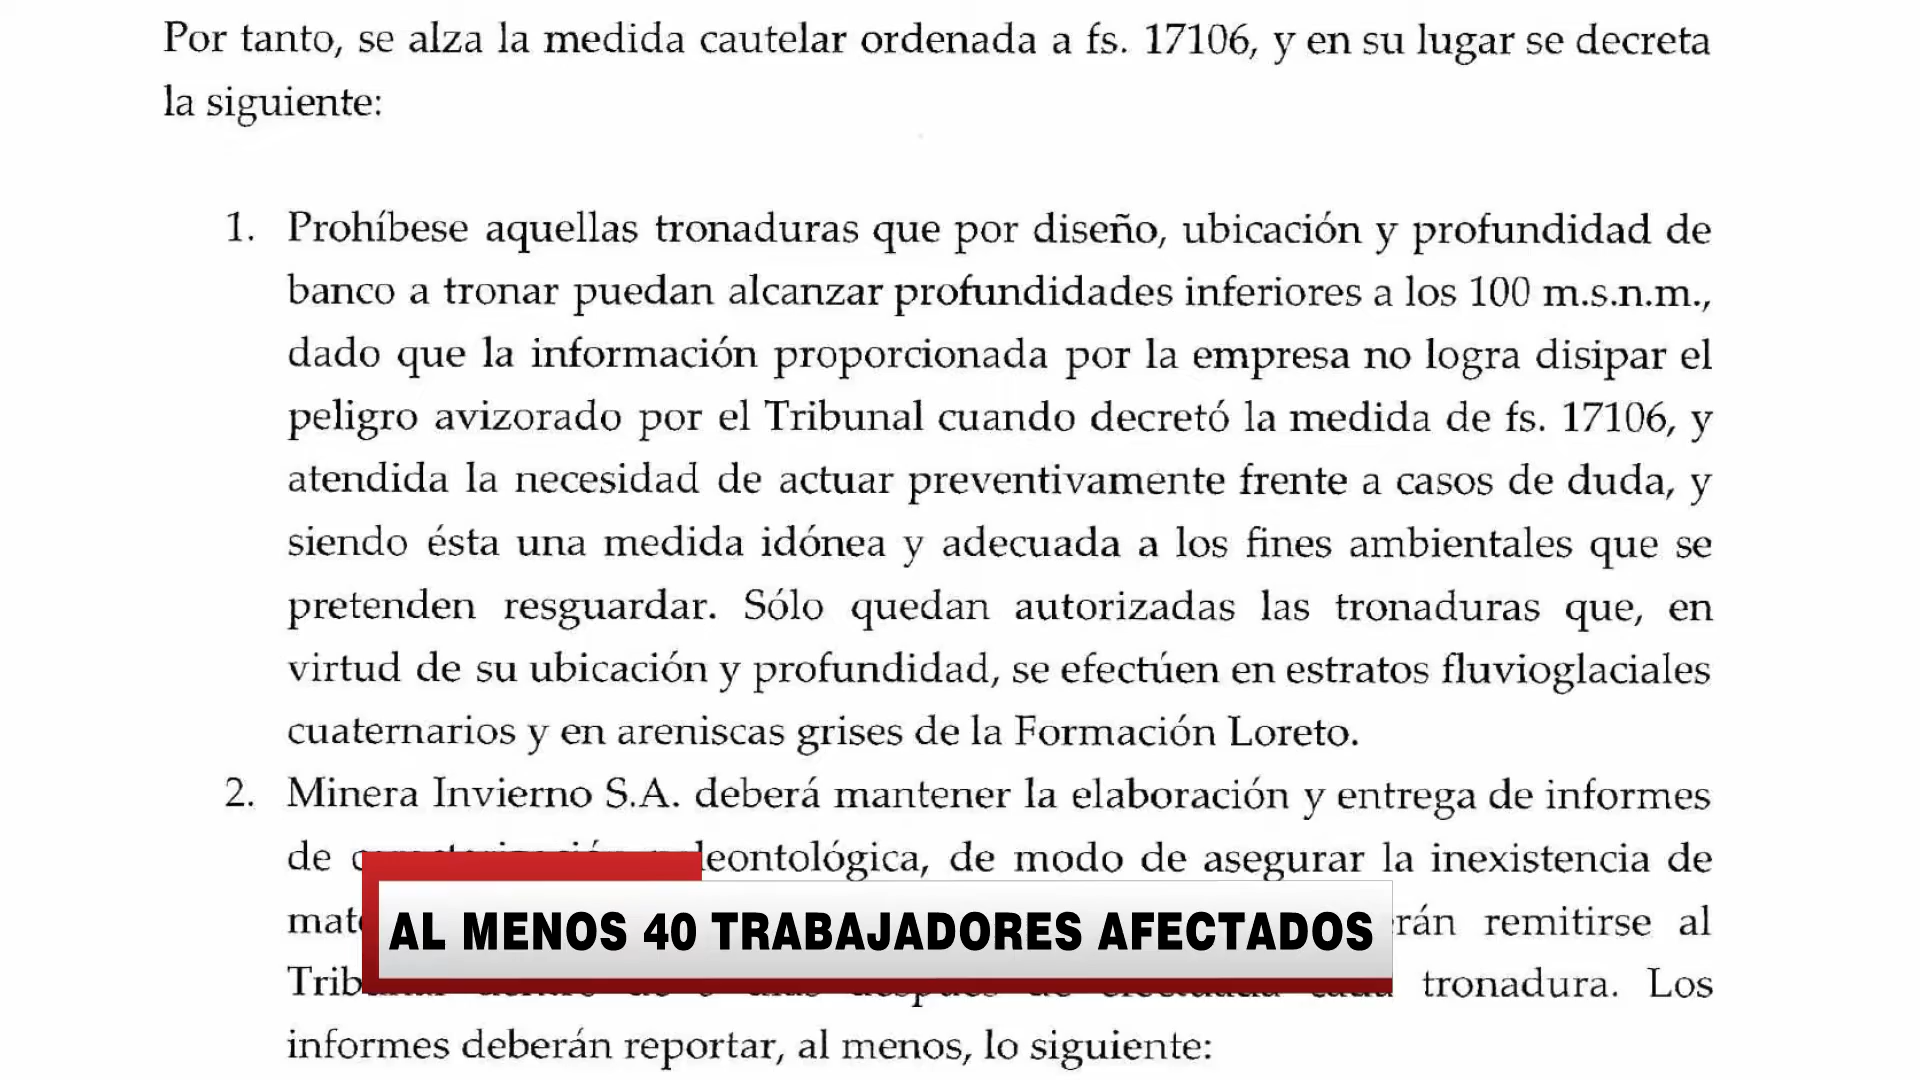 Por tanto, se alza la medida cautelar ordenada a fs. 17106, y en su lugar se decreta
la siguiente:
1. Prohíbese aquellas tronaduras que por diseño, ubicación y profundidad de
banco a tronar puedan alcanzar profundidades inferiores a los 100 m.s.n.m.,
dado que la información proporcionada por la empresa no logra disipar el
peligro avizorado por el Tribunal cuando decretó la medida de fs. 17106, y
atendida la necesidad de actuar preventivamente frente a casos de duda, y
siendo ésta una medida idónea y adecuada a los fines ambientales que se
pretenden resguardar. Sólo quedan autorizadas las tronaduras que, en
virtud de su ubicación y profundidad, se efectúen en estratos fluvioglaciales
cuaternarios y en areniscas grises de la Formación Loreto.
2. Minera Invierno S.A. deberá mantener la elaboración y entrega de informes
de leontológica, de modo de asegurar la inexistencia de
remitirse al
tronadura. Los
informes deberán reportar, al menos, lo siguiente:
AL MENOS 40 TRABAJADORES AFECTADOS